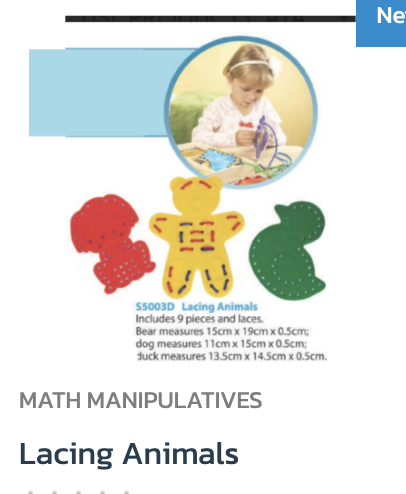 Ne
S5003D Lacing Animals
Includes 9 pieces and laces.
Bear measures 15cm x 19cm x 0.5cm;
dog measures 11cm x 15cm x 0.5cm;
duck measures 13.5cm x 14.5cm x 0.5cm.
MATH MANIPULATIVES
Lacing Animals